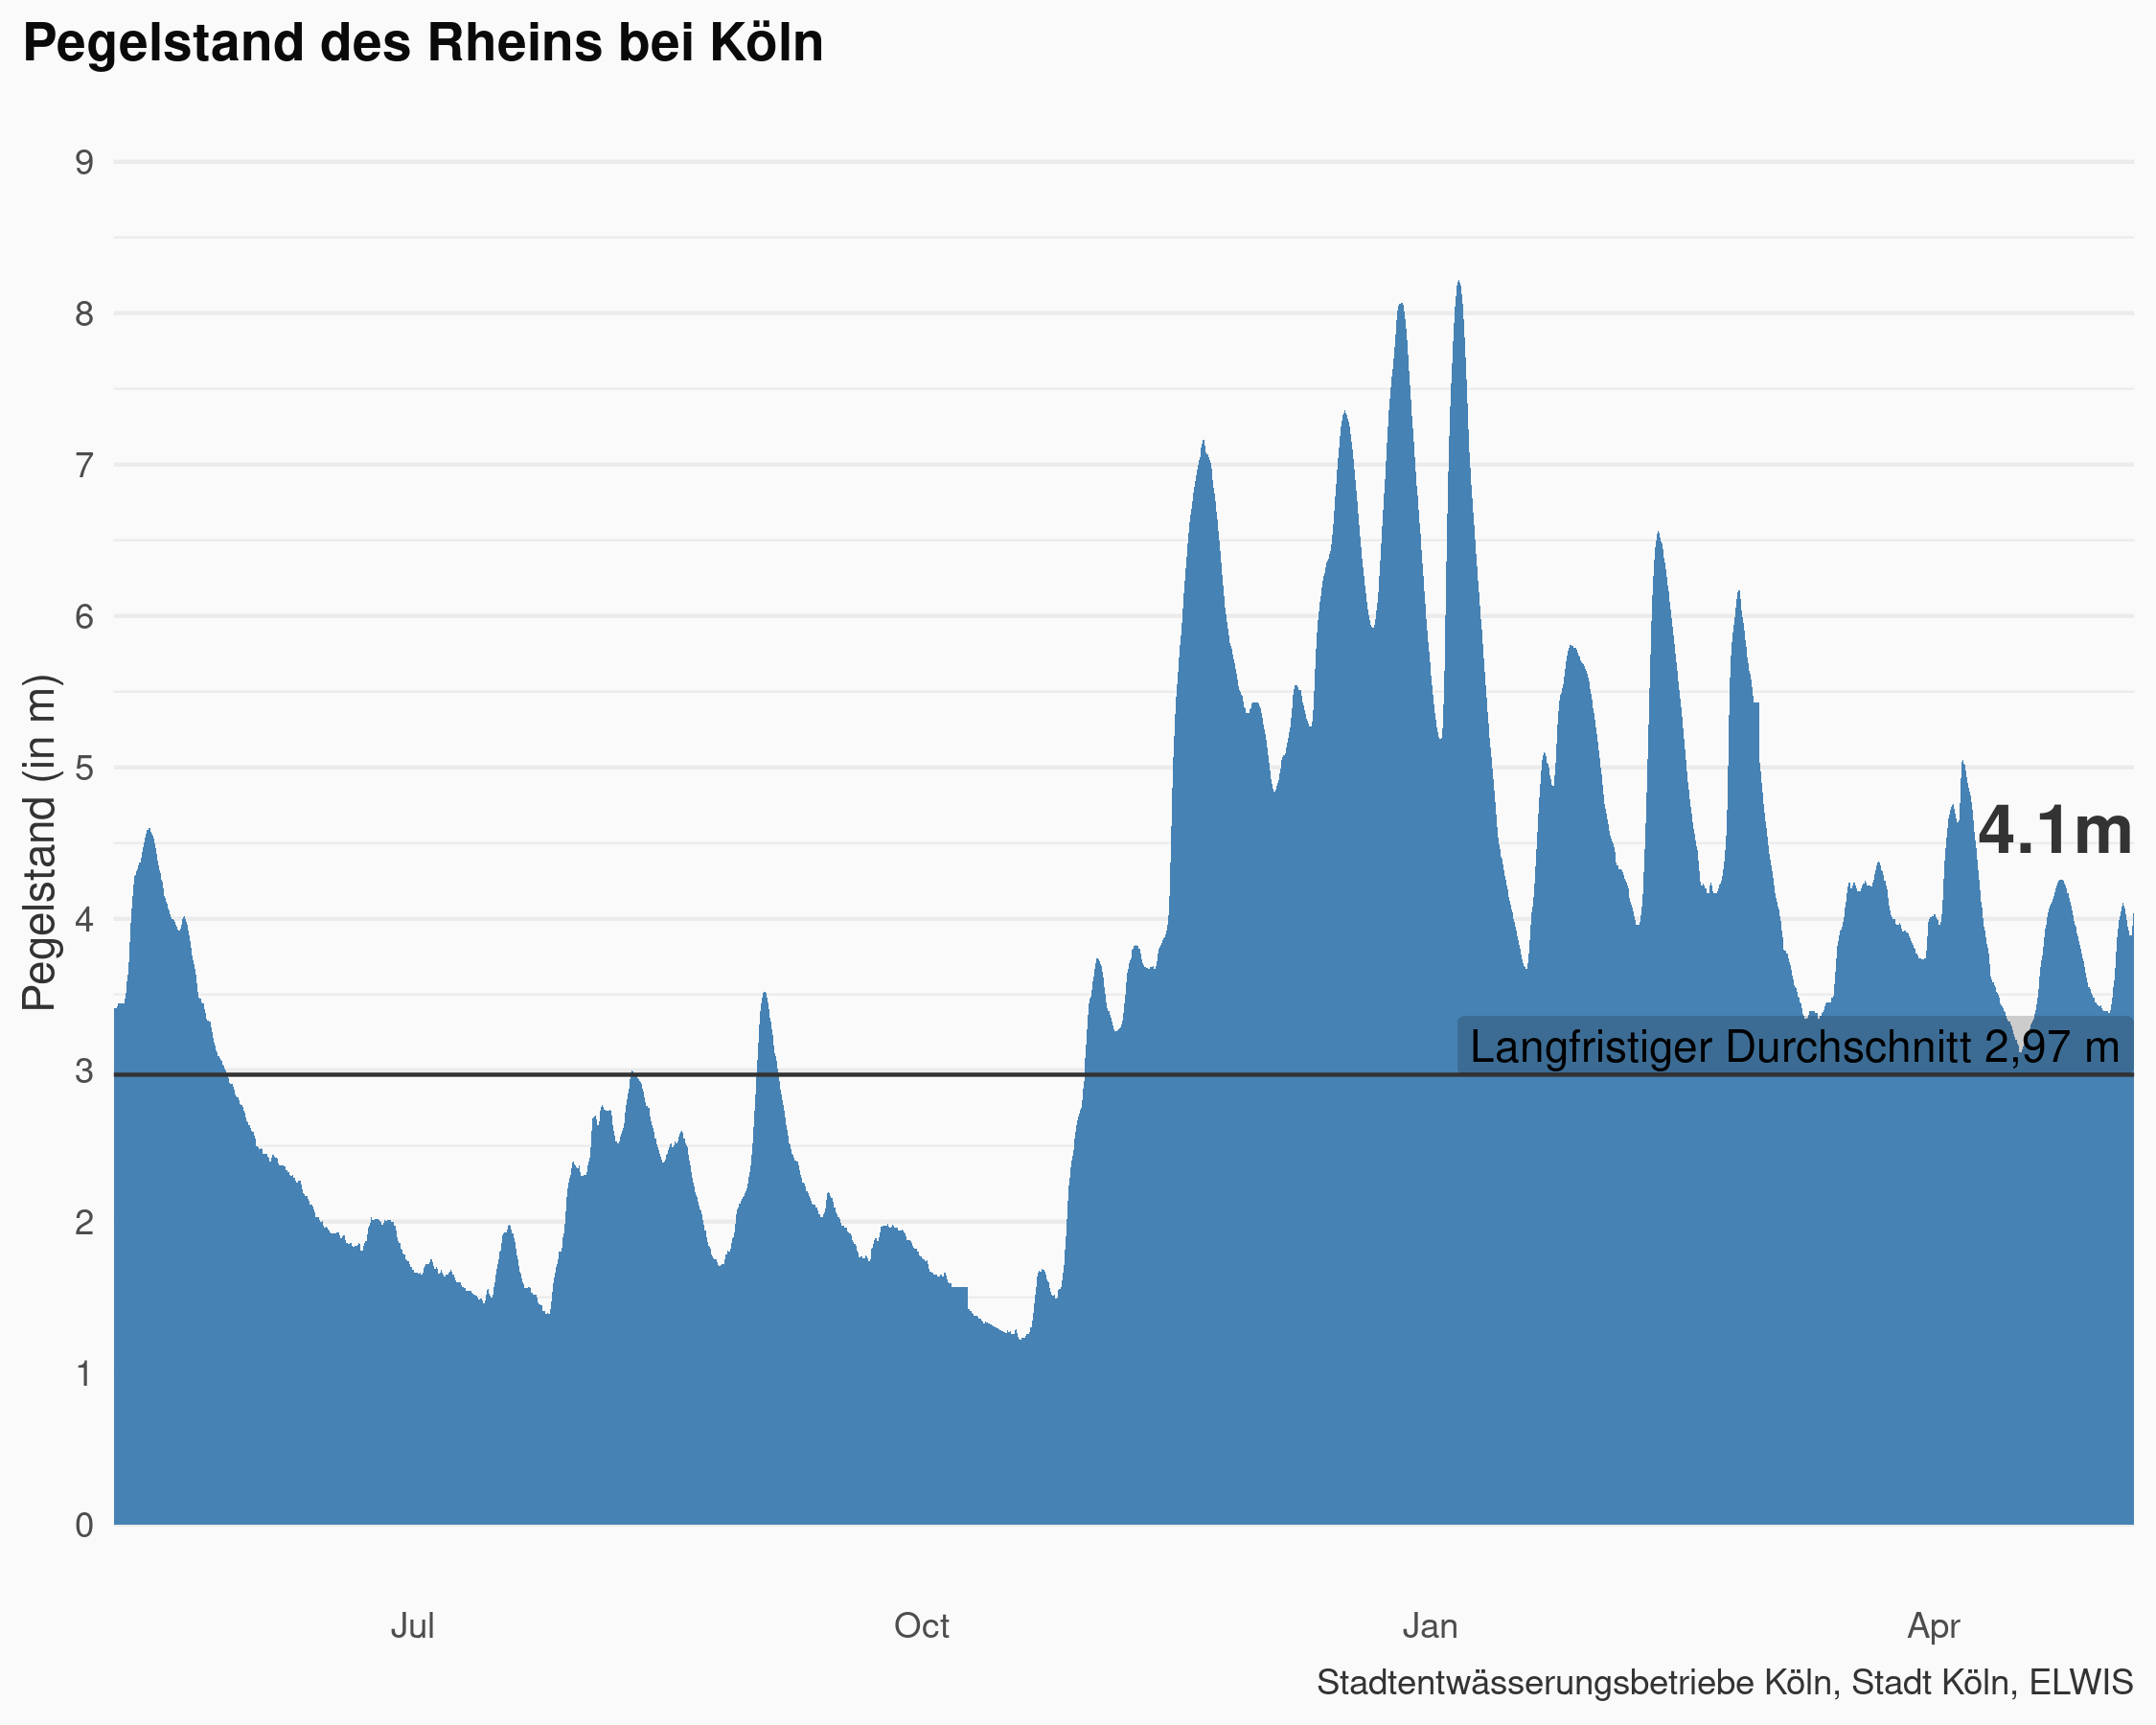 Pegelstand des Rheins bei Köln
Pegelstand (in m)
9
8
7
6
5
4
3
2
1
0
4.1m
Langfristiger Durchschnitt 2,97 m
Jul Oct Jan Apr
Stadtentwässerungsbetriebe Köln, Stadt Köln, ELWIS